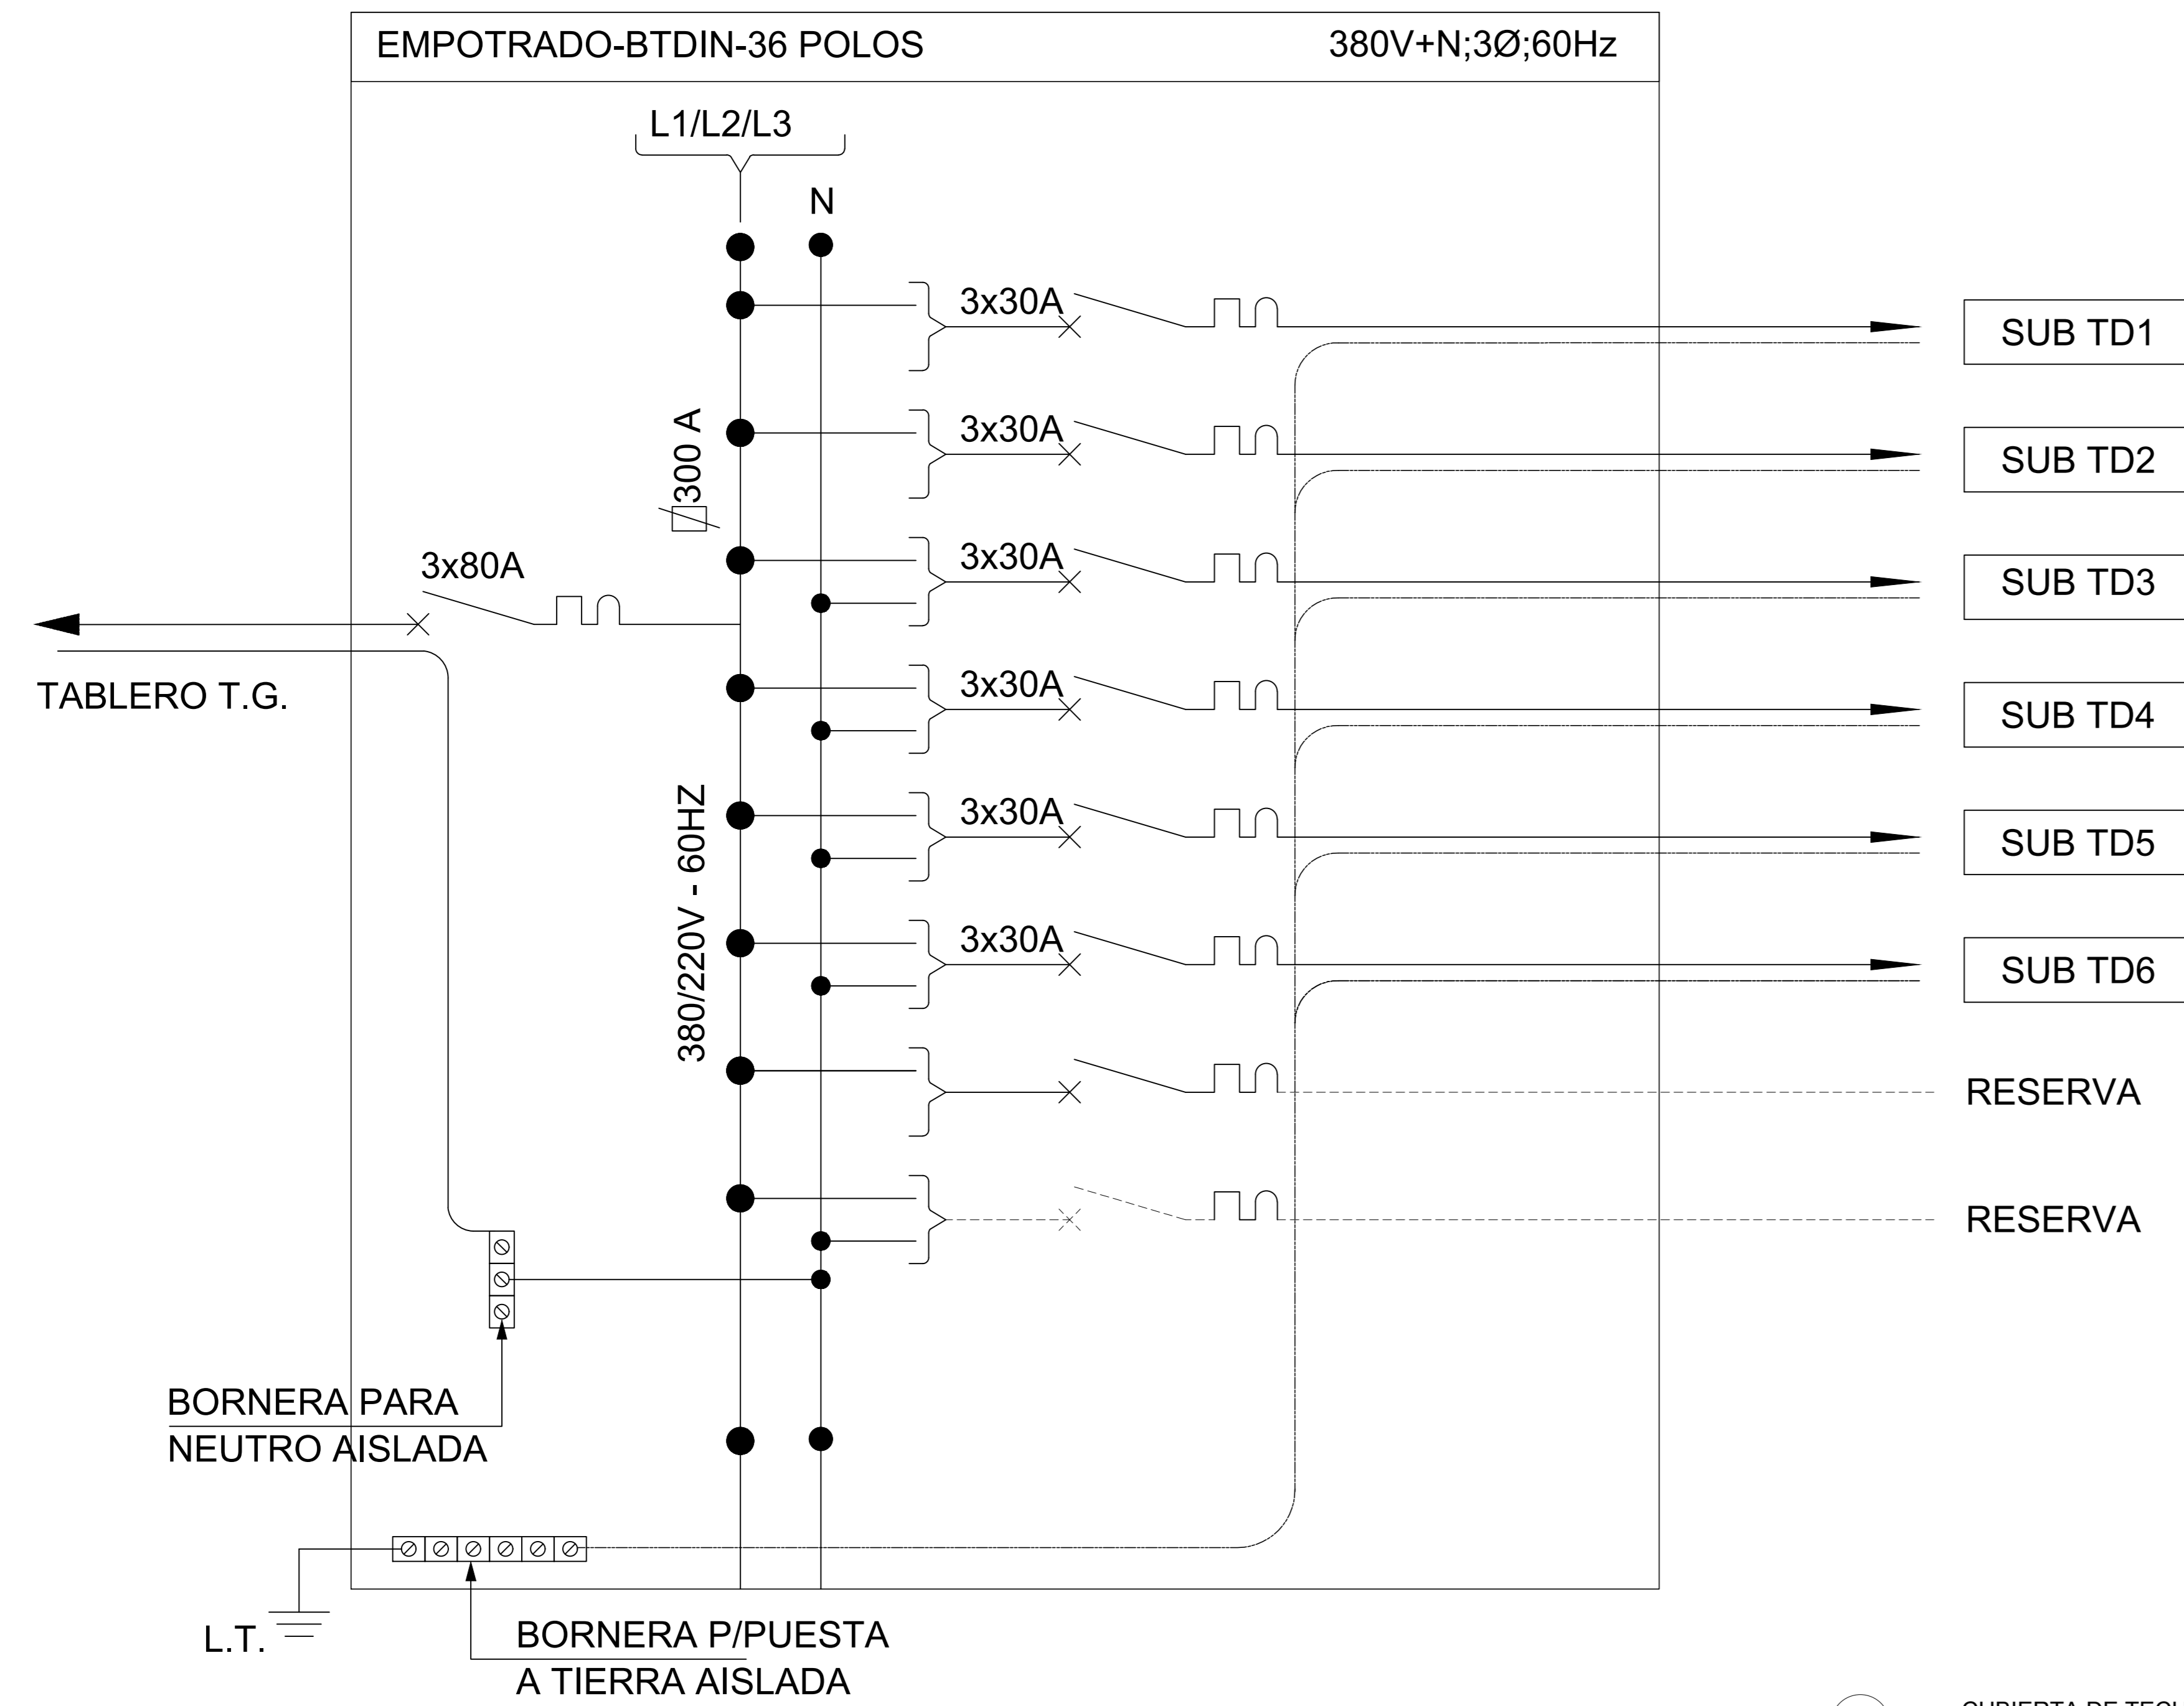 EMPOTRADO-BTDIN-36 POLOS
380V+N;3Ø;60Hz
L1/L2/L3
N
3x30A
SUB TD1
3x30A
SUB TD2
300 A
3x80A
3x30A
SUB TD3
TABLERO T.G.
3x30A
SUB TD4
3x30A
SUB TD5
380/220V - 60HZ
3x30A
SUB TD6
RESERVA
RESERVA
BORNERA PARA
NEUTRO AISLADA
L.T.
BORNERA P/PUESTA
A TIERRA AISLADA
CUBIERTA DE